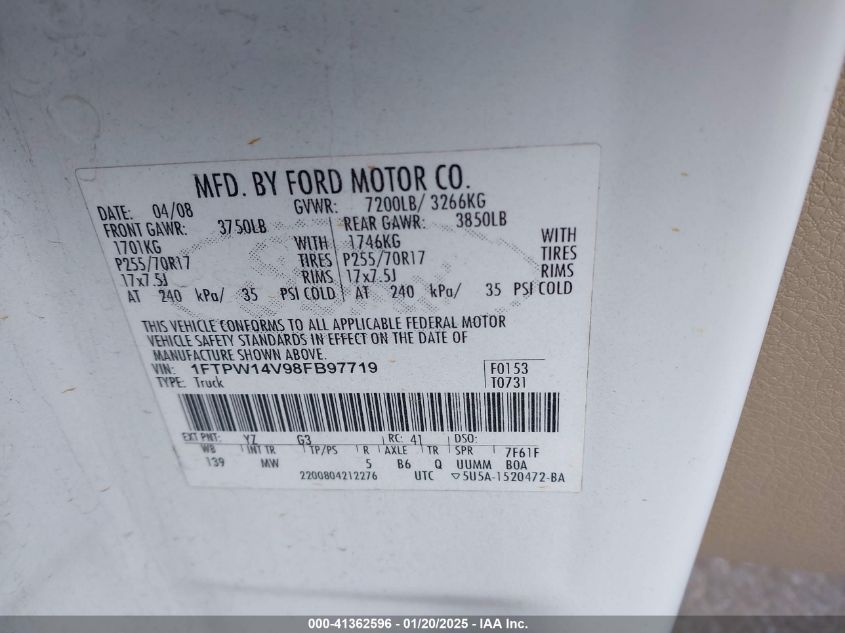 MFD. BY FORD MOTOR CO.
DATE: 04/08 GVWR: 7200LB/ 3266KG
FRONT GAWR: 3750LB REAR GAWR: 3850LB
1701KG WITH 1746KG WITH
P255/70R17 TIRES P255/70R17 TIRES
17x7.5J RIMS 17x7.5J RIMS
AT 240 kPa/ 35 PSI COLD AT 240 kPa/ 35 PSI COLD
THIS VEHICLE CONFORMS TO ALL APPLICABLE FEDERAL MOTOR
VEHICLE SAFETY STANDARDS IN EFFECT ON THE DATE OF
MANUFACTURE SHOWN ABOVE.
VIN: 1FTPW14V98FB97719 F0153
TYPE: Truck T0731
EXT PNT: YZ G3 RC: 41 DSO:
WB INT TR TP/PS R AXLE TR SPR 7F61F
139 MW 5 B6 Q UUMM BOA
2200804212276 UTC ▽5U5A-1520472-BA
000-41362596 - 01/20/2025 - IAA Inc.